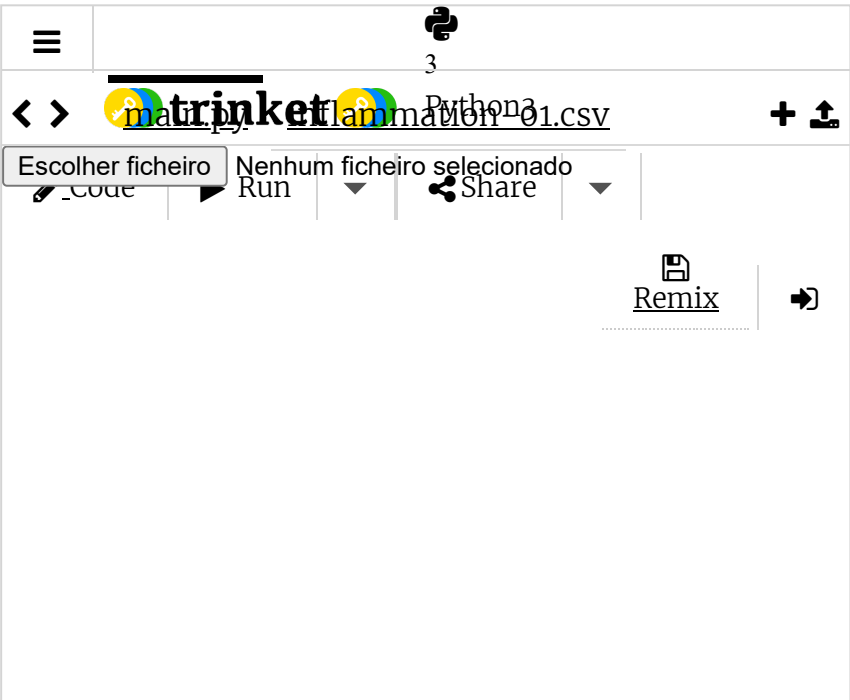 3
trinket Python3
main.py inflammation-01.csv
Escolher ficheiro Nenhum ficheiro selecionado
Code Run Share
Remix